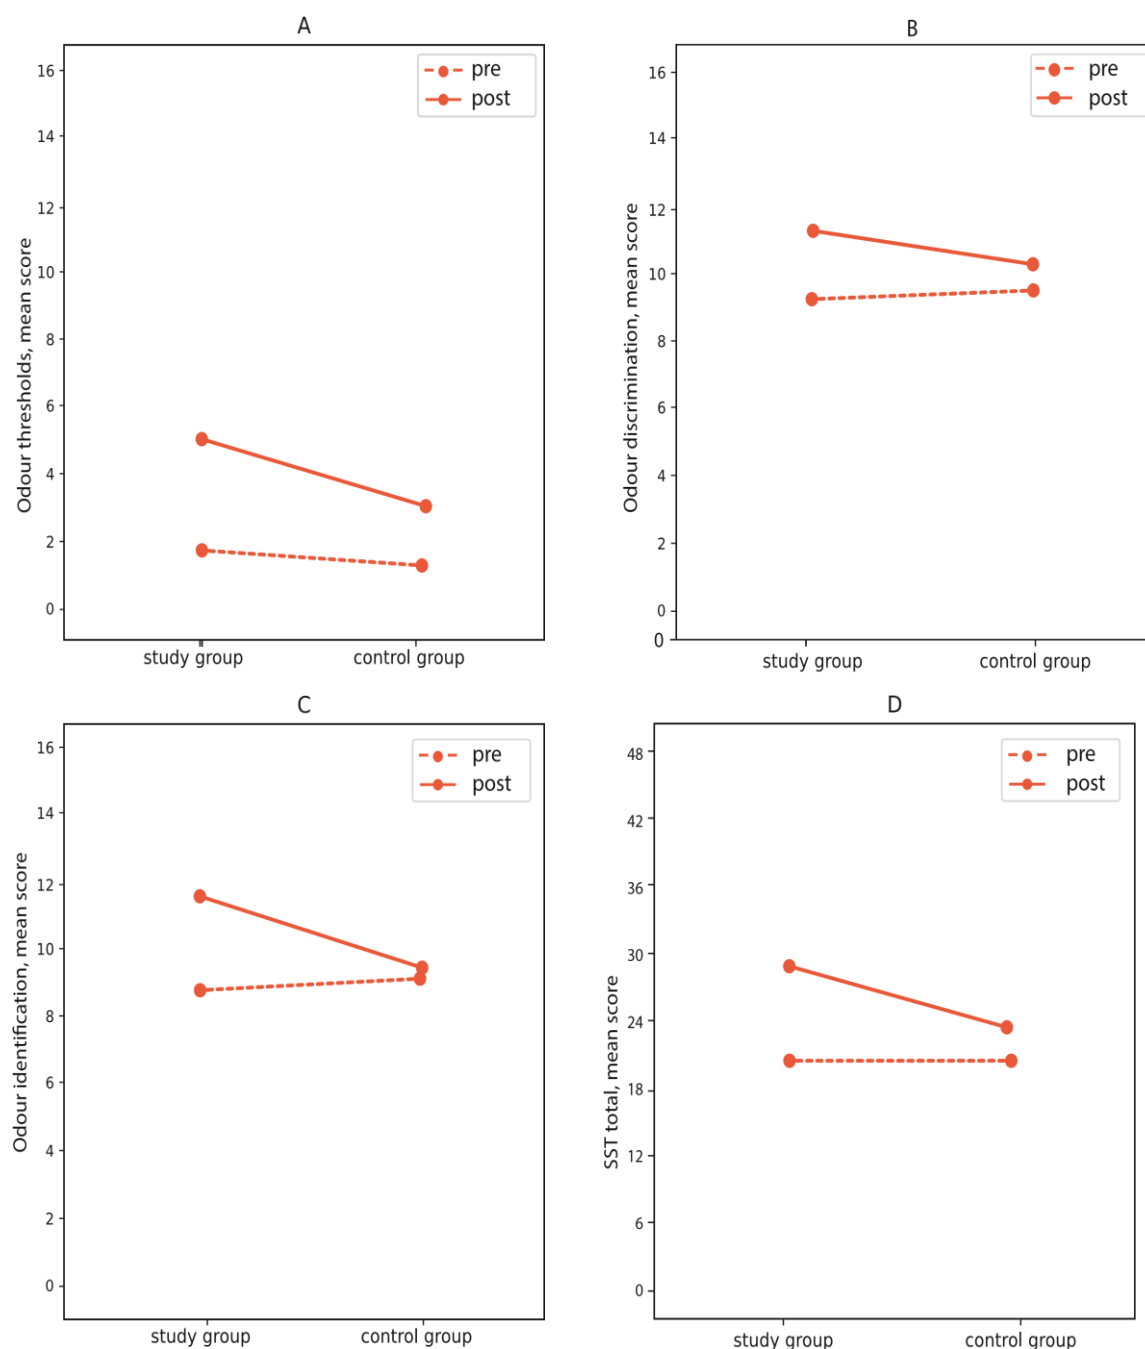 A
pre
post
16
14
12
10
8
6
4
2
0
Odour thresholds, mean score
study group
control group
B
pre
post
16
14
12
10
8
6
4
2
0
0
Odour discrimination, mean score
study group
control group
C
pre
post
16
14
12
10
8
6
4
2
0
Odour identification, mean score
study group
control group
D
pre
post
48
42
36
30
24
18
12
6
0
SST total, mean score
study group
control group